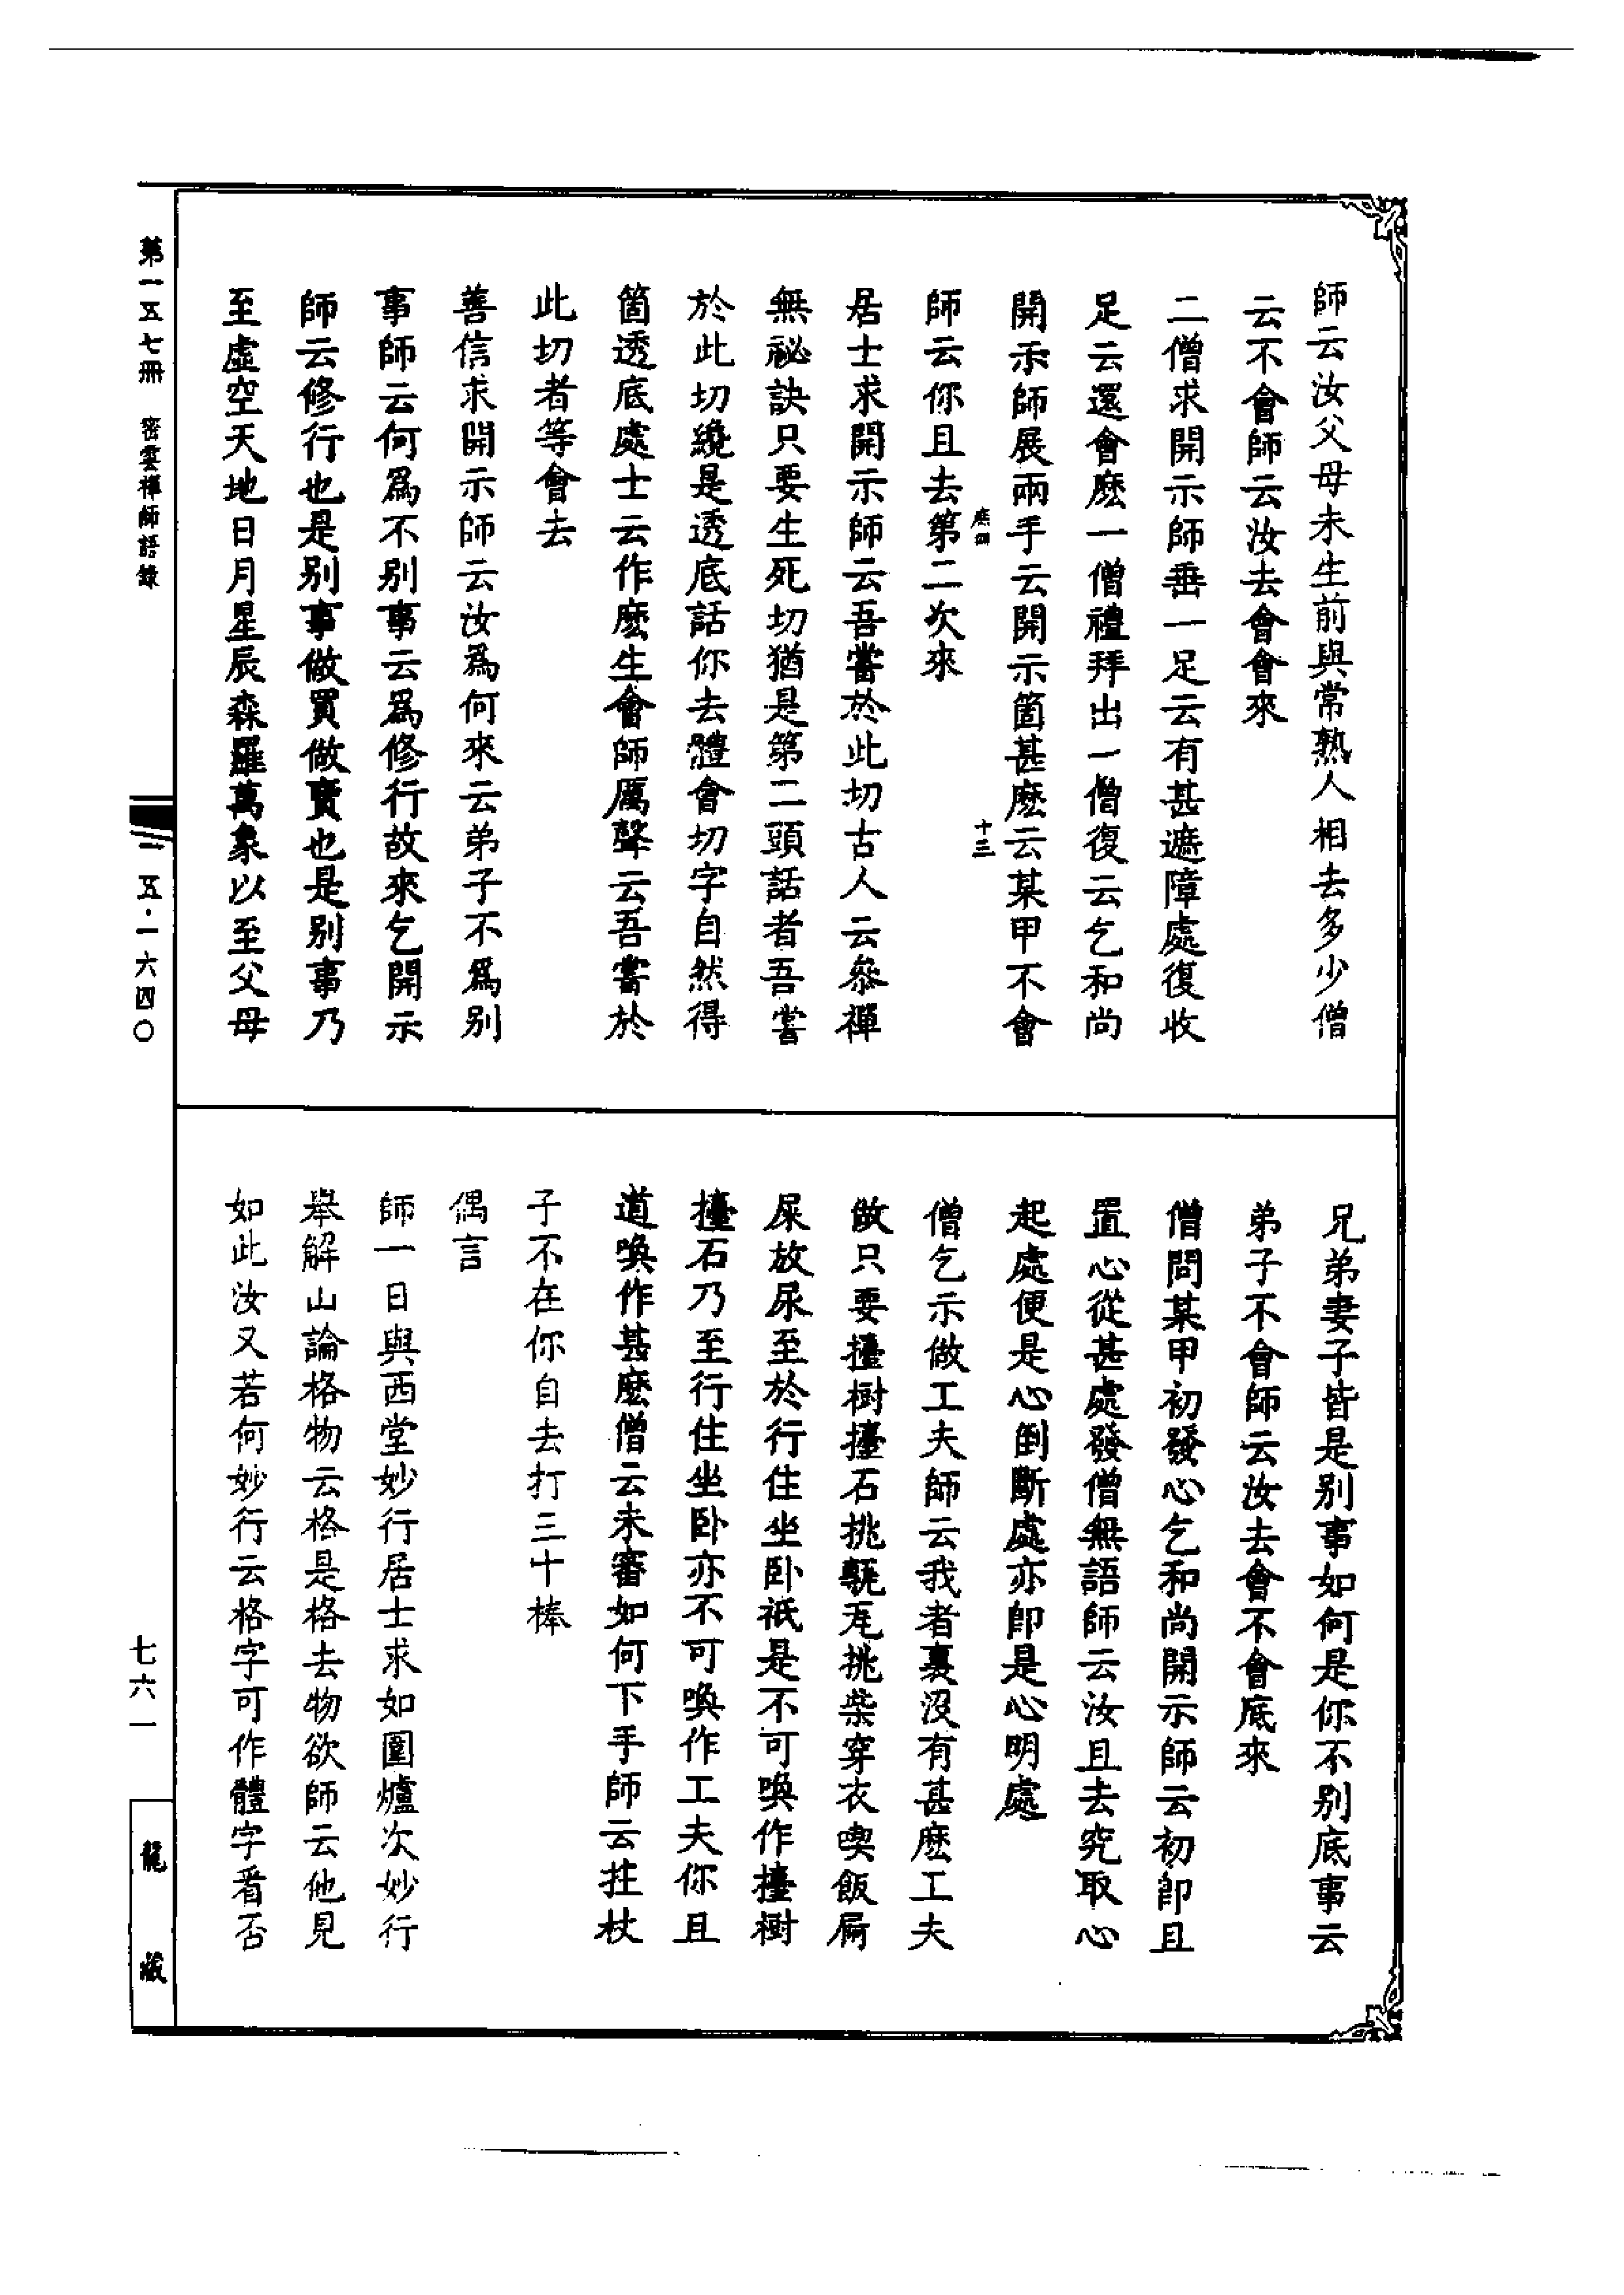 師云汝父母未生前與常熟人相去多少僧
云不會師云汝去會會來
二僧求開示師垂一足云有甚遮障處復收
足云還會麽一僧禮拜出一僧復云乞和尚
開示師展兩手云開示箇甚麽云某甲不會
十三
師云你且去第二次來
居士求開示師云吾嘗於此切古人云叅禪
無祕訣只要生死切猶是第二頭話者吾嘗
於此切纔是透底話你去體會切字自然得
箇透底處士云作麽生會師厲聲云吾嘗於
此切者等會去
善信求開示師云汝爲何來云弟子不爲別
事師云何爲不別事云爲修行故來乞開示
師云修行也是別事做買做賣也是別事乃
至虛空天地日月星辰森羅萬象以至父母
兄弟妻子皆是別事如何是你不別底事云
弟子不會師云汝去會不會底來
僧問某甲初發心乞和尚開示師云初卽且
置心從甚處發僧無語師云汝且去究取心
起處便是心倒斷處亦卽是心明處
僧乞示做工夫師云我者裏沒有甚麽工夫
做只要擡樹擡石挑甎瓦挑柴穿衣喫飯屙
屎放尿至於行住坐卧祇是不可喚作擡樹
擡石乃至行住坐卧亦不可喚作工夫你且
道喚作甚麽僧云未審如何下手師云拄杖
子不在你自去打三十棒
偶言
師一日與西堂妙行居士求如圍爐次妙行
舉解山論格物云格是格去物欲師云他見
如此汝又若何妙行云格字可作體字看否
第一五七冊 密雲禪師語錄
一五·一六四〇
七六一
龍藏